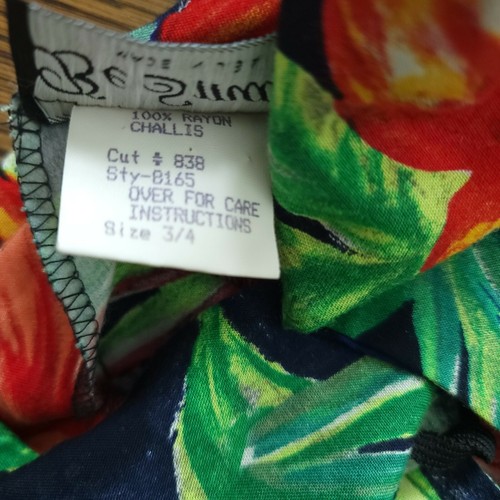 100% RAYON
CHALLIS
Cut # 838
Sty-8165
OVER FOR CARE
INSTRUCTIONS
Size 3/4